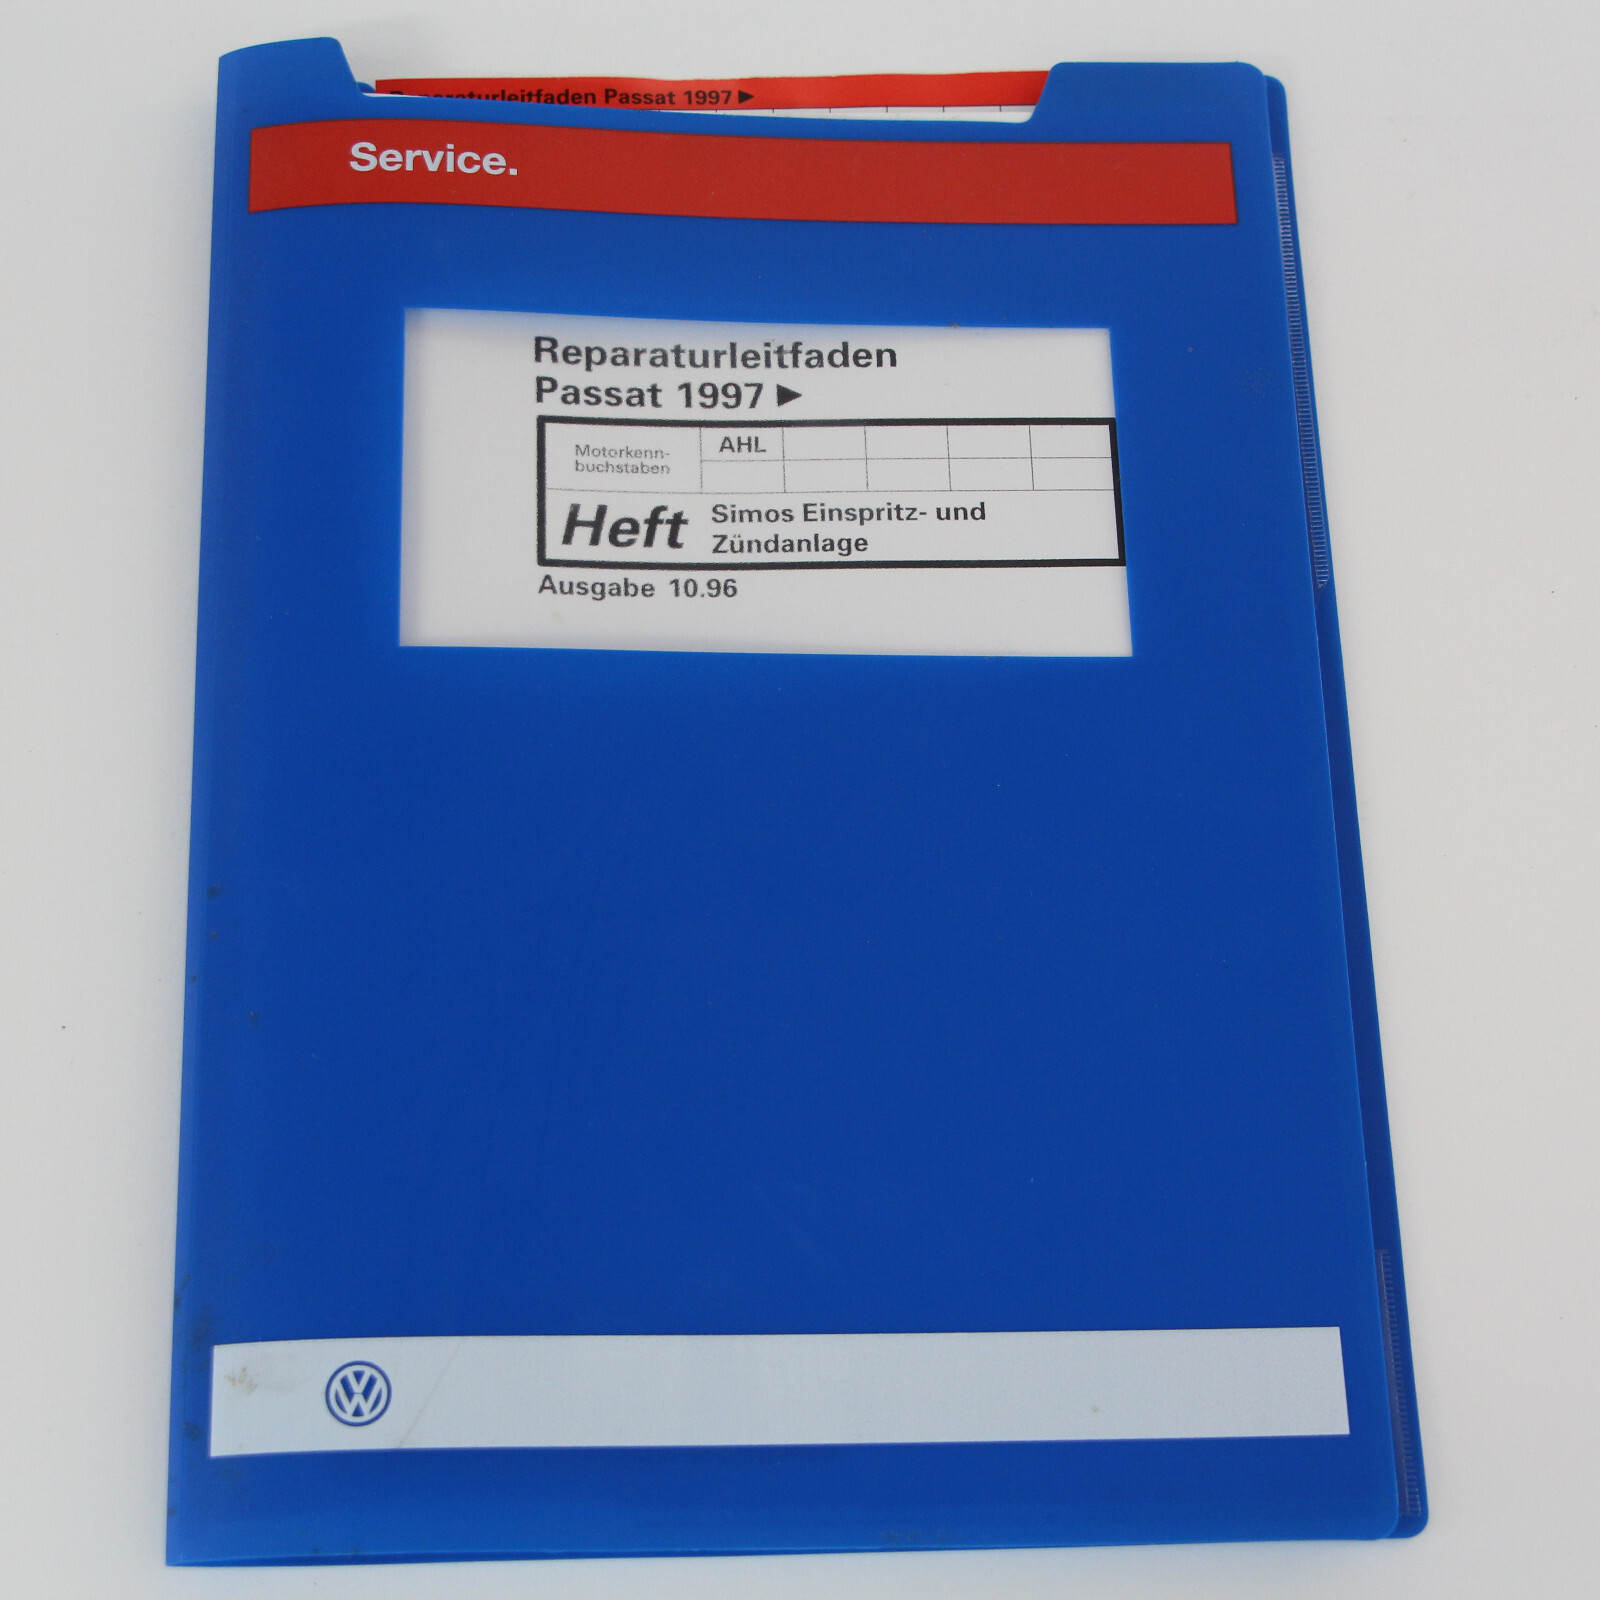 Reparaturleitfaden Passat 1997 ►
Service.
Reparaturleitfaden
Passat 1997 ►
Motorkenn-
buchstaben
AHL
Heft
Simos Einspritz- und
Zündanlage
Ausgabe 10.96